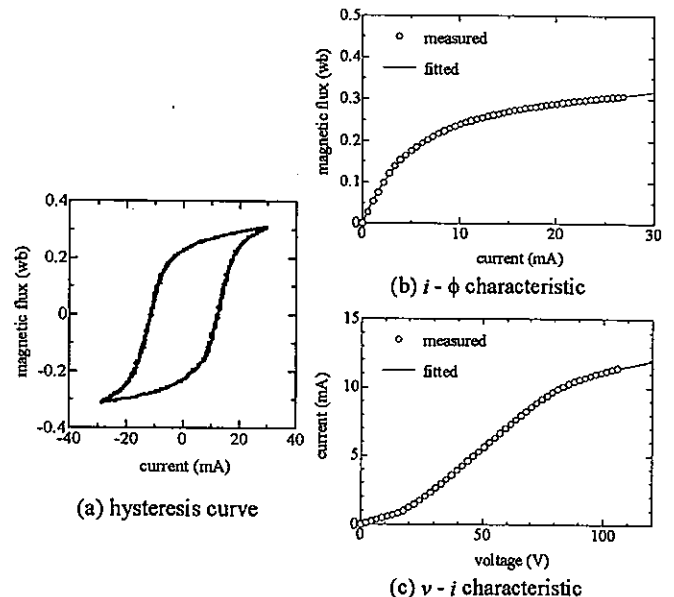 0.4
0.2
0
-0.2
-0.4
-40 -20 0 20 40
magnetic flux (wb)
current (mA)
(a) hysteresis curve
0.5
0.4
0.3
0.2
0.1
0
0 10 20 30
measured
fitted
magnetic flux (wb)
current (mA)
(b) i - ϕ characteristic
15
10
5
0
0 50 100
measured
fitted
current (mA)
voltage (V)
(c) v - i characteristic